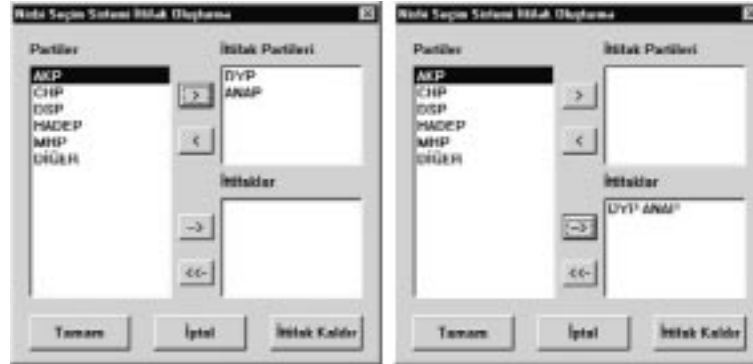 Nisbi Seçim Sistemi İttifak Oluşturma
Partiler
İttifak Partileri
AKP
CHP
DSP
HADEP
MHP
DİĞER
>
<
DYP
ANAP
İttifaklar
-->
<<-
Tamam
İptal
İttifak Kaldır
Nisbi Seçim Sistemi İttifak Oluşturma
Partiler
İttifak Partileri
AKP
CHP
DSP
HADEP
MHP
DİĞER
>
<
İttifaklar
DYP ANAP
-->
<<-
Tamam
İptal
İttifak Kaldır